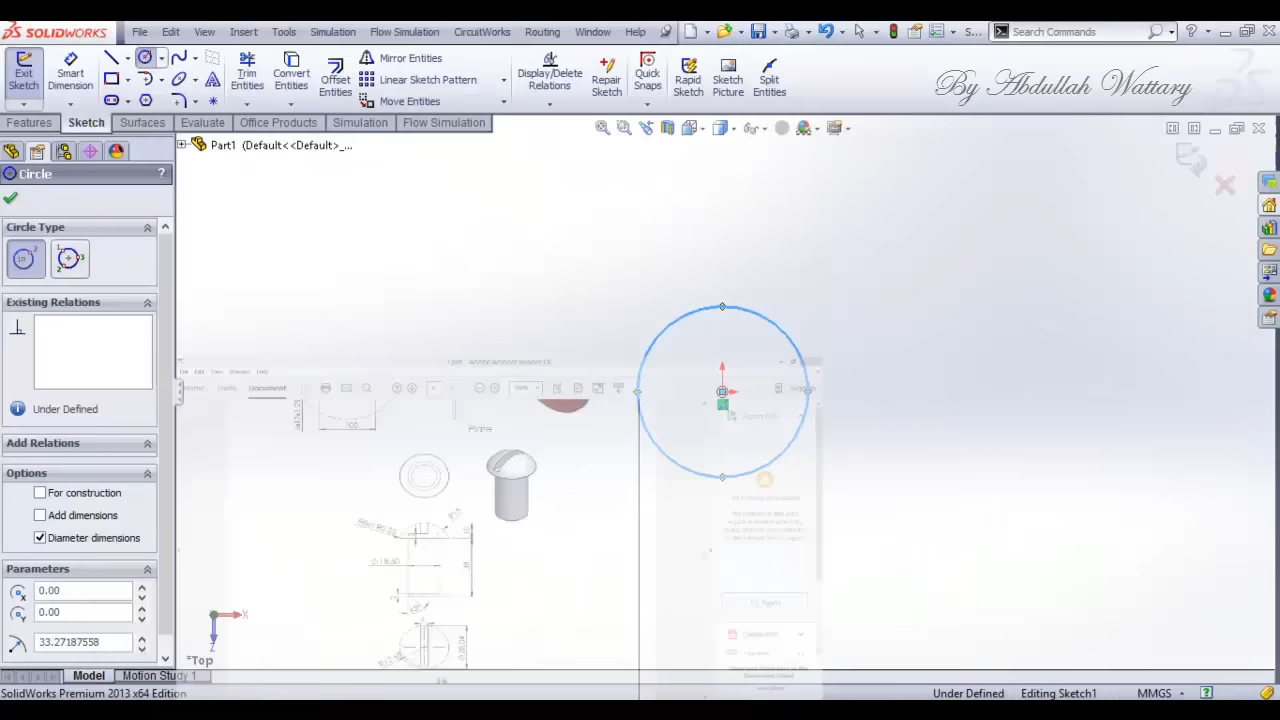 SOLIDWORKS File Edit View Insert Tools Simulation Flow Simulation CircuitWorks Routing Window Help s... Search Commands
Exit Sketch
Smart Dimension
Trim Entities
Convert Entities
Offset Entities
Mirror Entities
Linear Sketch Pattern
Move Entities
Display/Delete Relations
Repair Sketch
Quick Snaps
Rapid Sketch
Sketch Picture
Split Entities
By Abdullah Wattary
Features Sketch Surfaces Evaluate Office Products Simulation Flow Simulation
Part1 (Default<<Default>_...
Circle ?
Circle Type
Existing Relations
Under Defined
Add Relations
Options
For construction
Add dimensions
Diameter dimensions
Parameters
0.00
0.00
33.27187558
Home Tools Document
Plane
X
Z
*Top
Model Motion Study 1
SolidWorks Premium 2013 x64 Edition Under Defined Editing Sketch1 MMGS